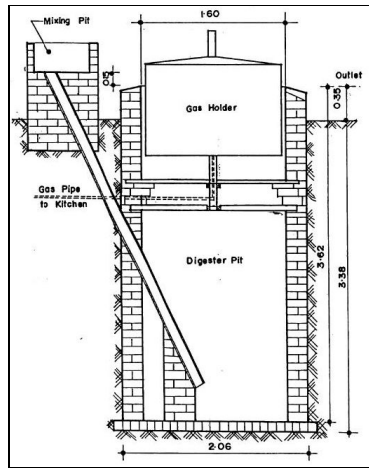 Mixing Pit
1·60
0·15
Outlet
0·35
Gas Holder
Gas Pipe
to Kitchen
Digester Pit
3·62
3·38
2·06